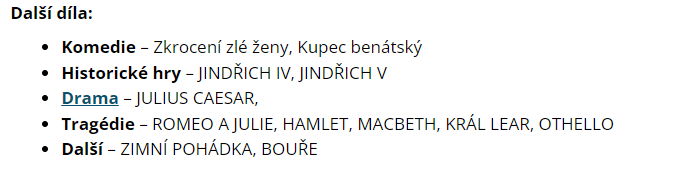 Další díla:
Komedie – Zkrocení zlé ženy, Kupec benátský
Historické hry – JINDŘICH IV, JINDŘICH V
Drama – JULIUS CAESAR,
Tragédie – ROMEO A JULIE, HAMLET, MACBETH, KRÁL LEAR, OTHELLO
Další – ZIMNÍ POHÁDKA, BOUŘE